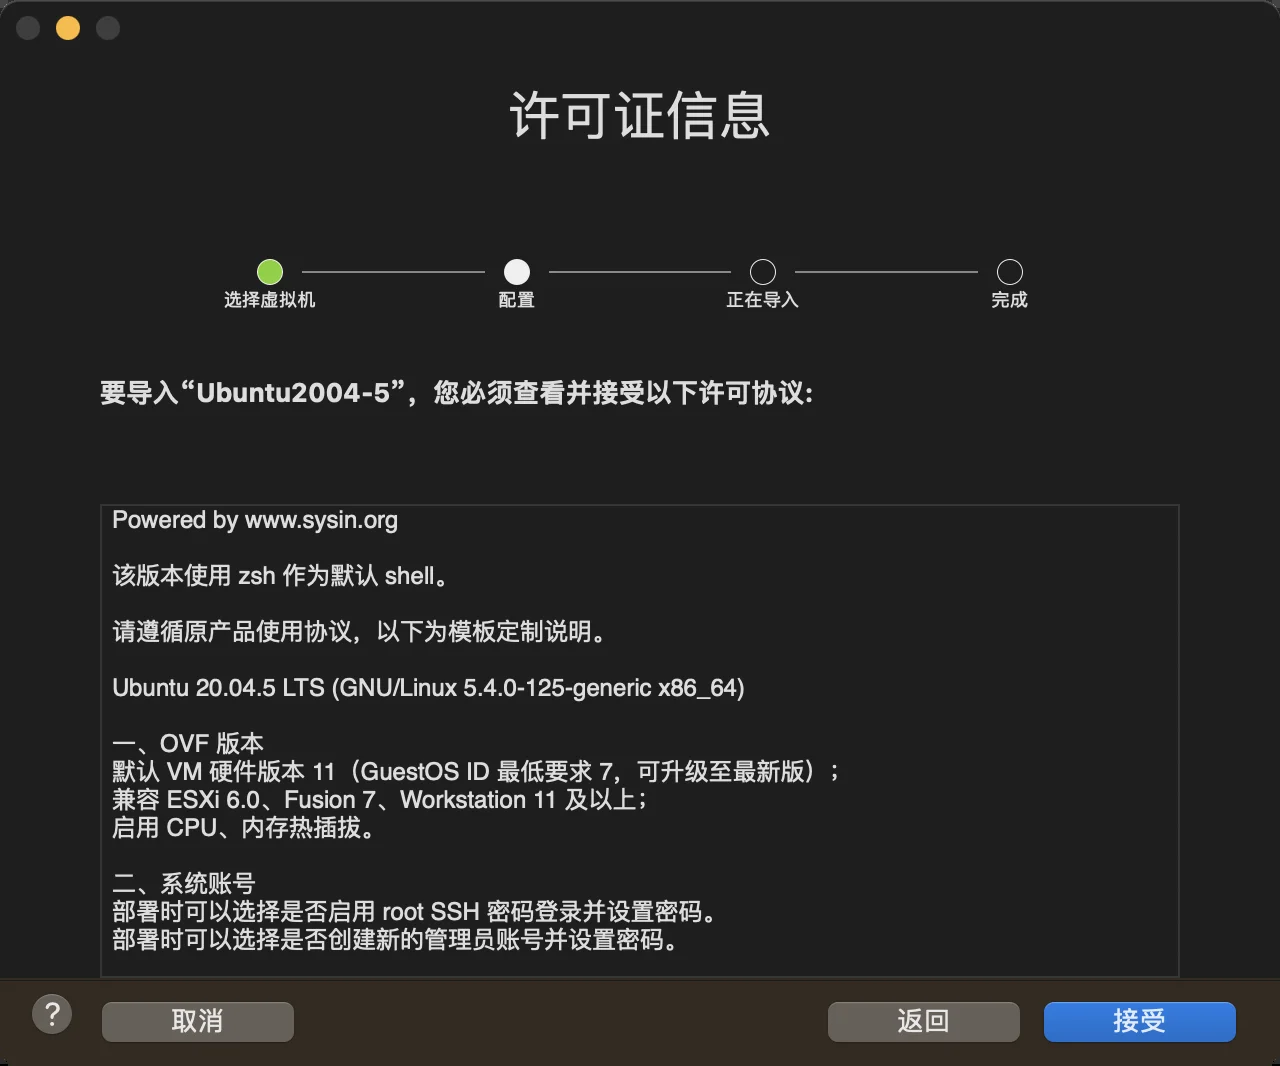 许可证信息
选择虚拟机
配置
正在导入
完成
要导入“Ubuntu2004-5”，您必须查看并接受以下许可协议:
Powered by www.sysin.org
该版本使用 zsh 作为默认 shell。
请遵循原产品使用协议，以下为模板定制说明。
Ubuntu 20.04.5 LTS (GNU/Linux 5.4.0-125-generic x86_64)
一、OVF 版本
默认 VM 硬件版本 11（GuestOS ID 最低要求 7，可升级至最新版）；
兼容 ESXi 6.0、Fusion 7、Workstation 11 及以上；
启用 CPU、内存热插拔。
二、系统账号
部署时可以选择是否启用 root SSH 密码登录并设置密码。
部署时可以选择是否创建新的管理员账号并设置密码。
?
取消
返回
接受